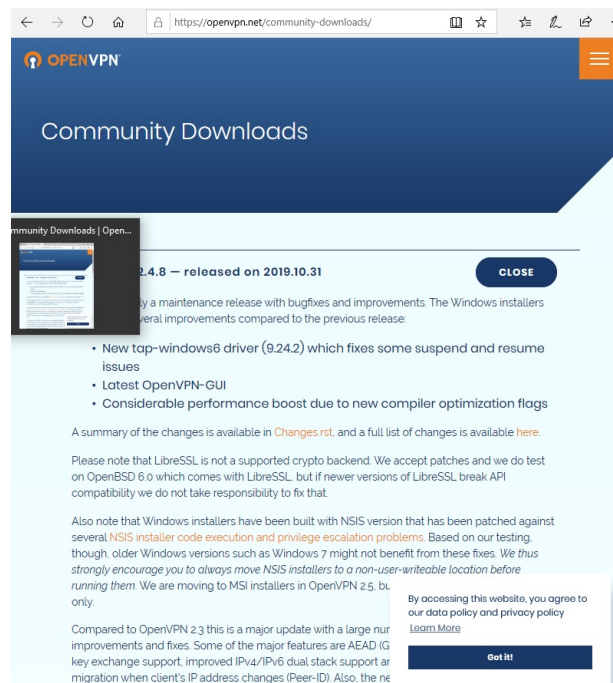 https://openvpn.net/community-downloads/
OPENVPN
Community Downloads
mmunity Downloads | Open...
2.4.8 — released on 2019.10.31
CLOSE
a maintenance release with bugfixes and improvements. The Windows installers
improvements compared to the previous release:
• New tap-windows6 driver (9.24.2) which fixes some suspend and resume
issues
• Latest OpenVPN-GUI
• Considerable performance boost due to new compiler optimization flags
A summary of the changes is available in Changes.rst, and a full list of changes is available here.
Please note that LibreSSL is not a supported crypto backend. We accept patches and we do test
on OpenBSD 6.0 which comes with LibreSSL, but if newer versions of LibreSSL break API
compatibility we do not take responsibility to fix that.
Also note that Windows installers have been built with NSIS version that has been patched against
several NSIS installer code execution and privilege escalation problems. Based on our testing,
though, older Windows versions such as Windows 7 might not benefit from these fixes. We thus
strongly encourage you to always move NSIS installers to a non-user-writeable location before
running them. We are moving to MSI installers in OpenVPN 2.5, bu
only.
Compared to OpenVPN 2.3 this is a major update with a large nur
improvements and fixes. Some of the major features are AEAD (G
key exchange support, improved IPv4/IPv6 dual stack support ar
migration when client's IP address changes (Peer-ID). Also, the ne
By accessing this website, you agree to
our data policy and privacy policy
Learn More
Got it!